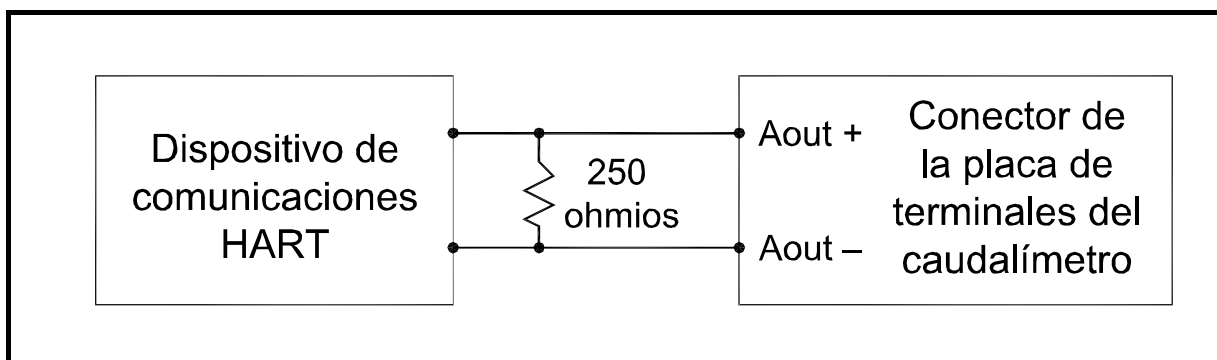 Dispositivo de
comunicaciones
HART
250
ohmios
Aout +
Aout –
Conector de
la placa de
terminales del
caudalímetro